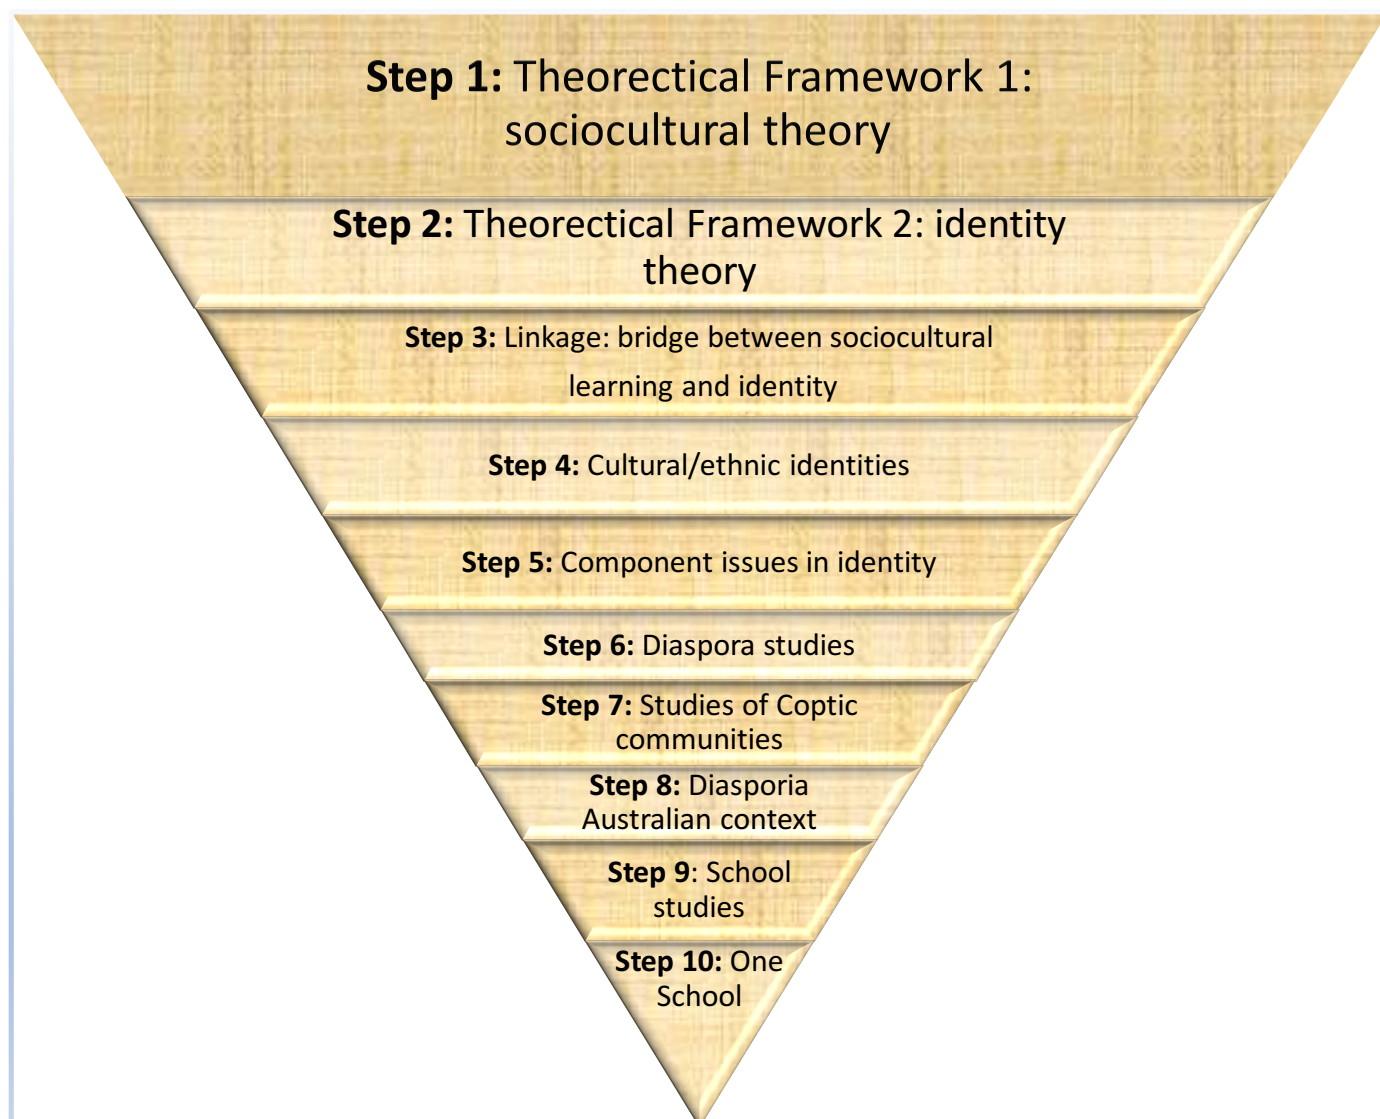 Step 1: Theorectical Framework 1:
sociocultural theory
Step 2: Theorectical Framework 2: identity
theory
Step 3: Linkage: bridge between sociocultural
learning and identity
Step 4: Cultural/ethnic identities
Step 5: Component issues in identity
Step 6: Diaspora studies
Step 7: Studies of Coptic
communities
Step 8: Diasporia
Australian context
Step 9: School
studies
Step 10: One
School